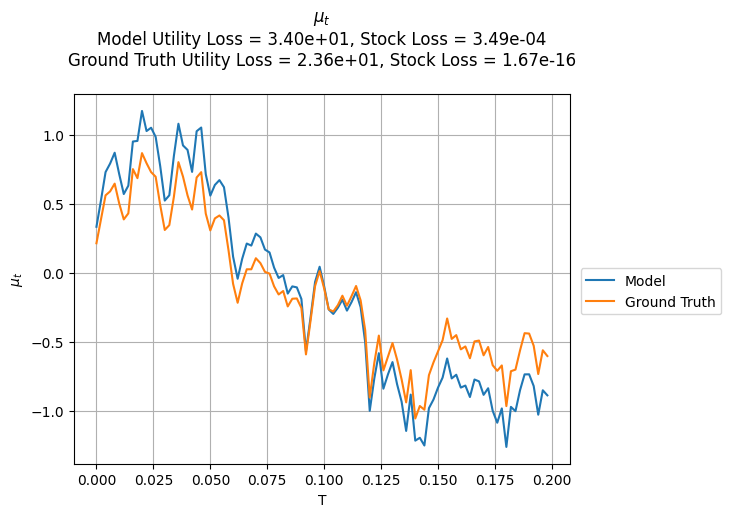 μₜ
Model Utility Loss = 3.40e+01, Stock Loss = 3.49e-04
Ground Truth Utility Loss = 2.36e+01, Stock Loss = 1.67e-16
1.0
0.5
0.0
−0.5
−1.0
μₜ
0.000
0.025
0.050
0.075
0.100
0.125
0.150
0.175
0.200
T
Model
Ground Truth